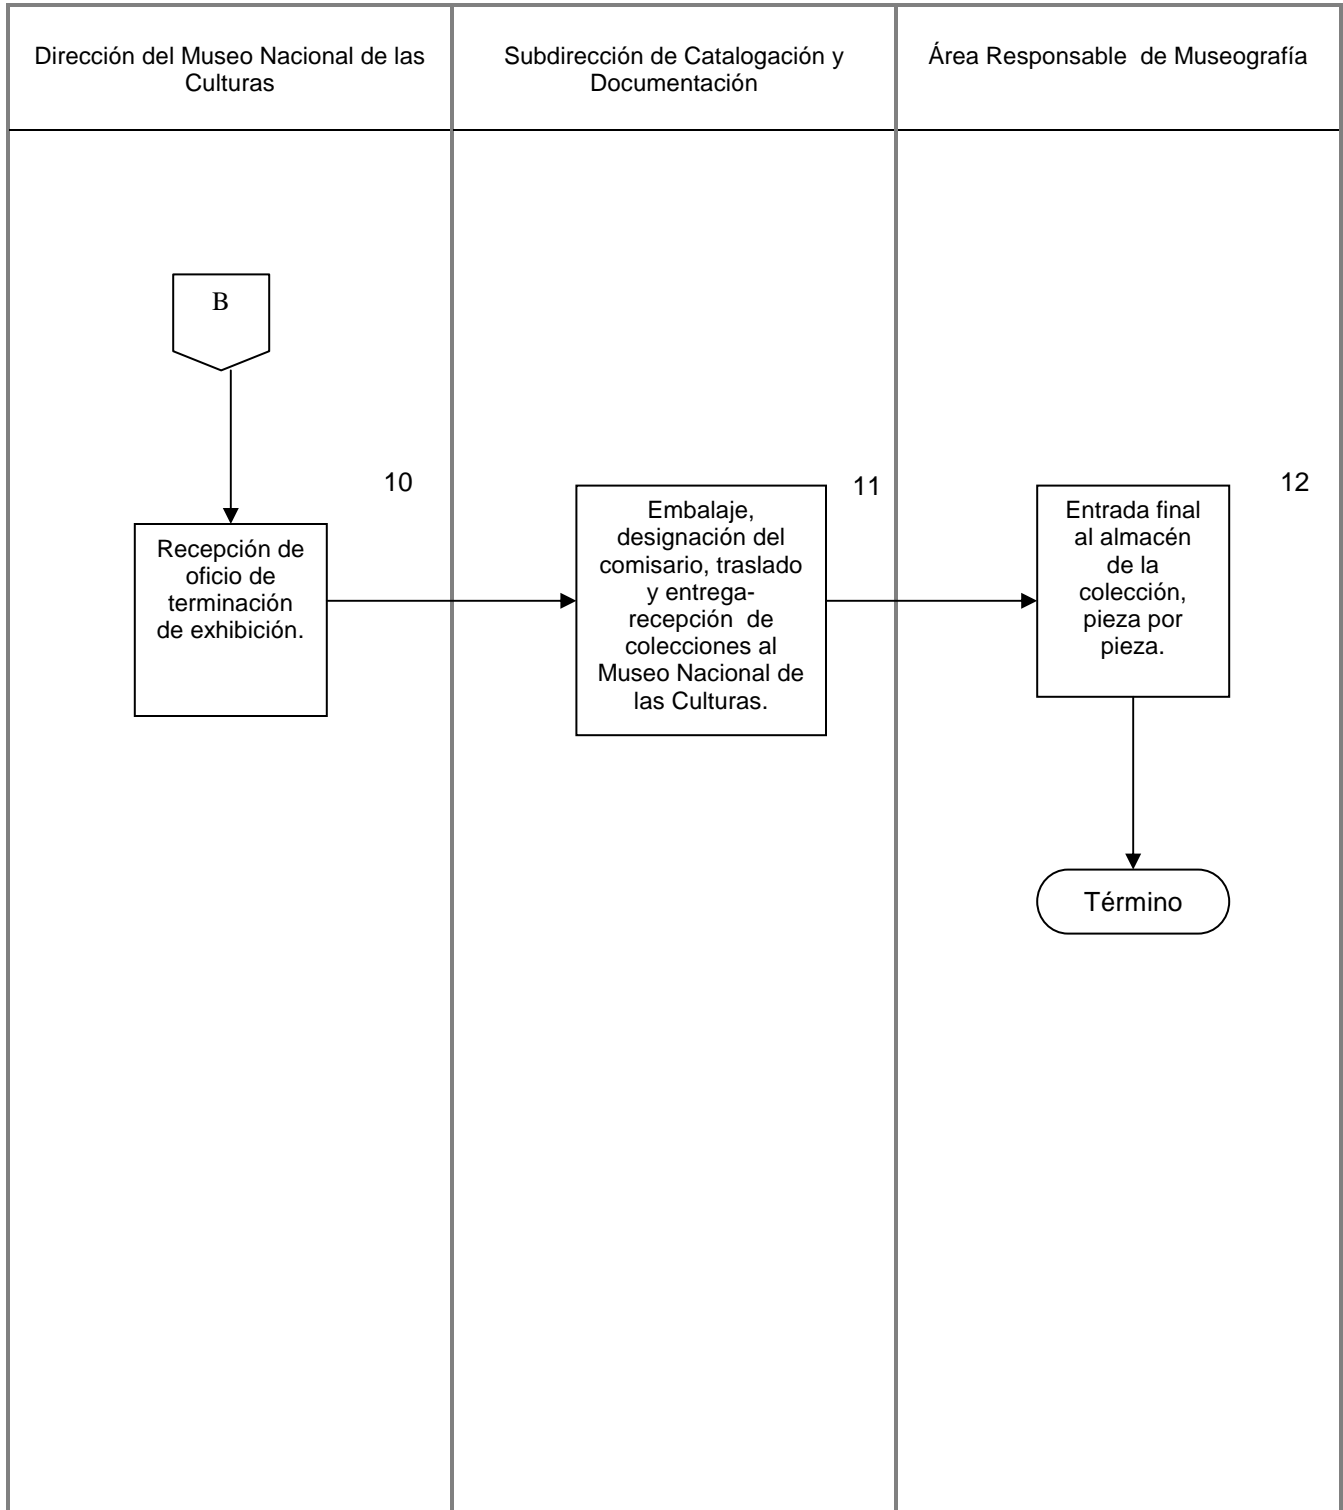 Dirección del Museo Nacional de las
Culturas
Subdirección de Catalogación y
Documentación
Área Responsable  de Museografía
B
10
Recepción de
oficio de
terminación
de exhibición.
11
Embalaje,
designación del
comisario, traslado
y entrega-
recepción  de
colecciones al
Museo Nacional de
las Culturas.
12
Entrada final
al almacén
de la
colección,
pieza por
pieza.
Término